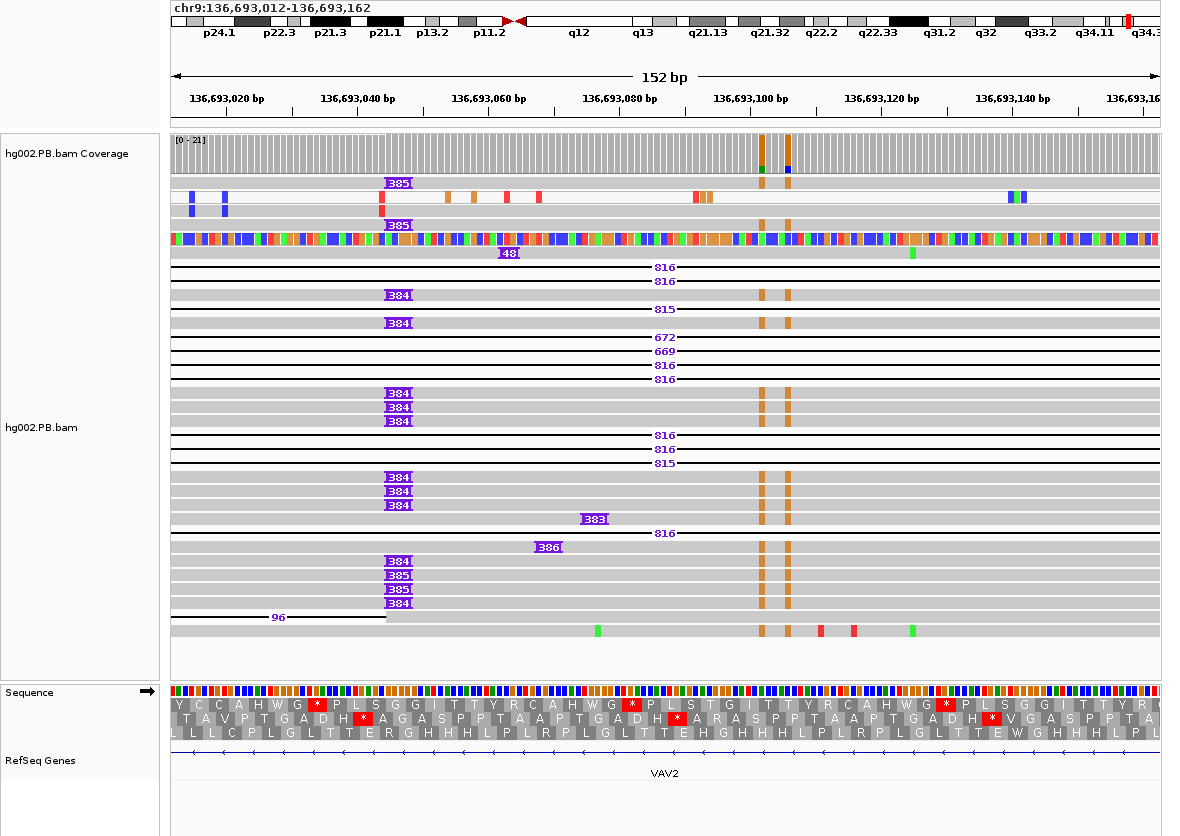 chr9:136,693,012-136,693,162
p24.1 p22.3 p21.3 p21.1 p13.2 p11.2 q12 q13 q21.13 q21.32 q22.2 q22.33 q31.2 q32 q33.2 q34.11 q34.3
152 bp
136,693,020 bp 136,693,040 bp 136,693,060 bp 136,693,080 bp 136,693,100 bp 136,693,120 bp 136,693,140 bp 136,693,16
[0 - 21]
hg002.PB.bam Coverage
385
385
48
816
816
384
815
384
672
669
816
816
384
384
384
hg002.PB.bam
816
816
815
384
384
384
383
816
386
384
385
385
384
96
Sequence
Y C C A H W G * P L S G G I T T Y R C A H W G * P L S T G I T T Y R C A H W G * P L S G G I T T Y R C
T A V P T G A D H * A G A S P P T A A P T G A D H * A R A S P P T A A P T G A D H * V G A S P P T A
L L C P L G L T T E R G H H H L P L R P L G L T T E H G H H H L P L R P L G L T T E W G H H H L P L
RefSeq Genes
VAV2